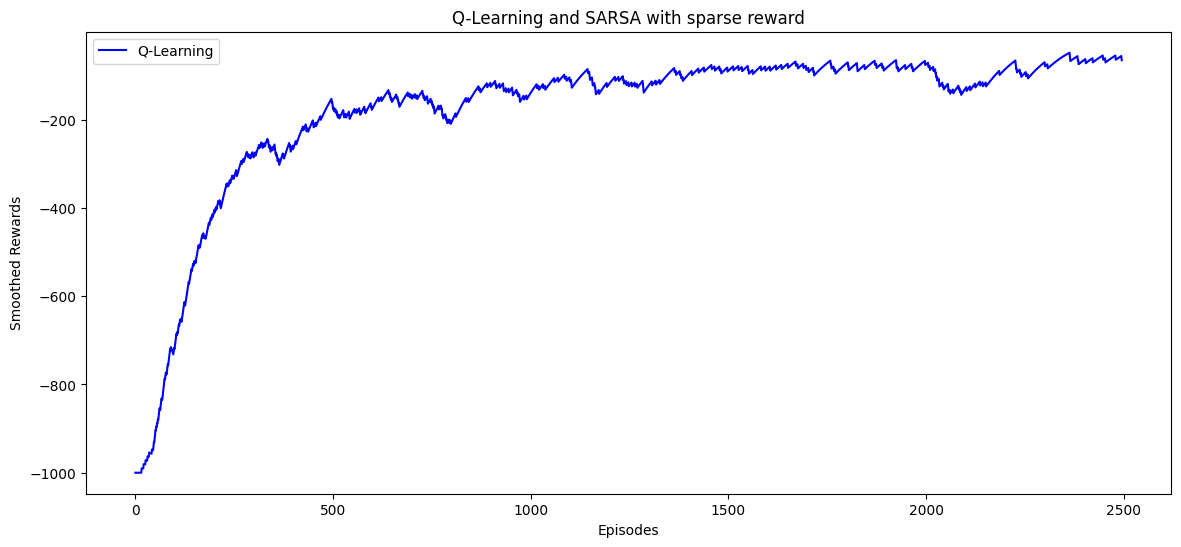 Q-Learning and SARSA with sparse reward
Q-Learning
Smoothed Rewards
−200
−400
−600
−800
−1000
0
500
1000
1500
2000
2500
Episodes